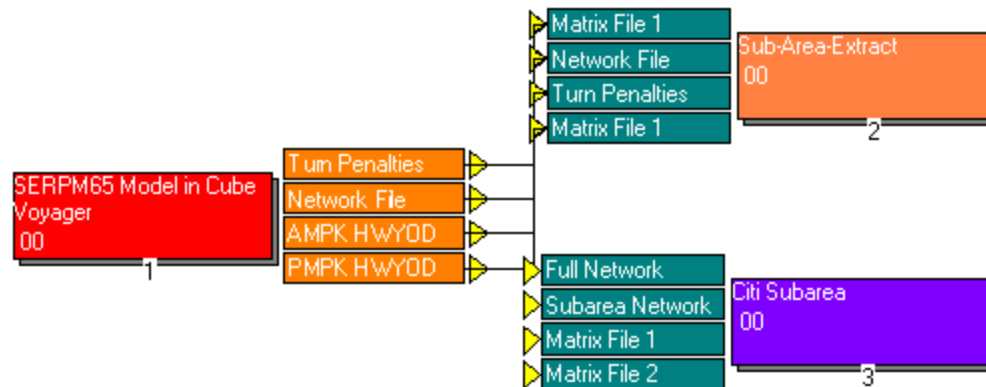 Matrix File 1
Network File
Turn Penalties
Matrix File 1
Sub-Area-Extract
00
2
SERPM65 Model in Cube
Voyager
00
1
Turn Penalties
Network File
AMPK HWYOD
PMPK HWYOD
Full Network
Subarea Network
Matrix File 1
Matrix File 2
Citi Subarea
00
3